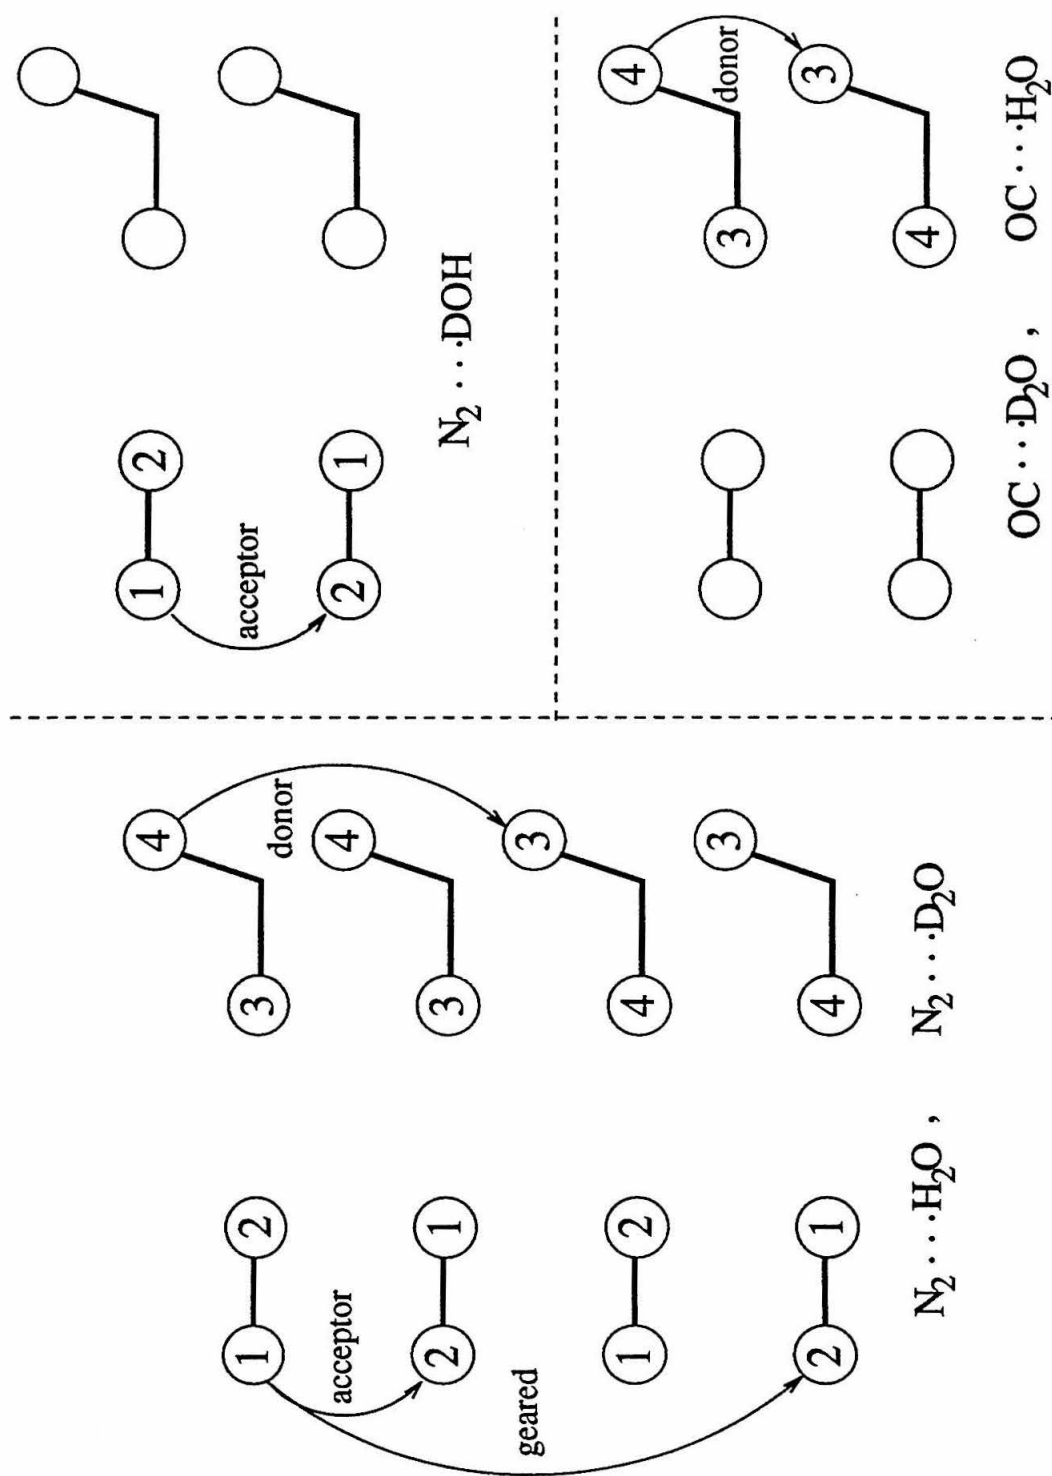 4
1 2 3
donor
acceptor
4
2 1 3
geared
3
1 2 4
3
2 1 4
N₂ ···H₂O , N₂ ···D₂O
1 2
acceptor
2 1
N₂ ···DOH
4
donor
3
3
4
OC ···D₂O , OC ···H₂O